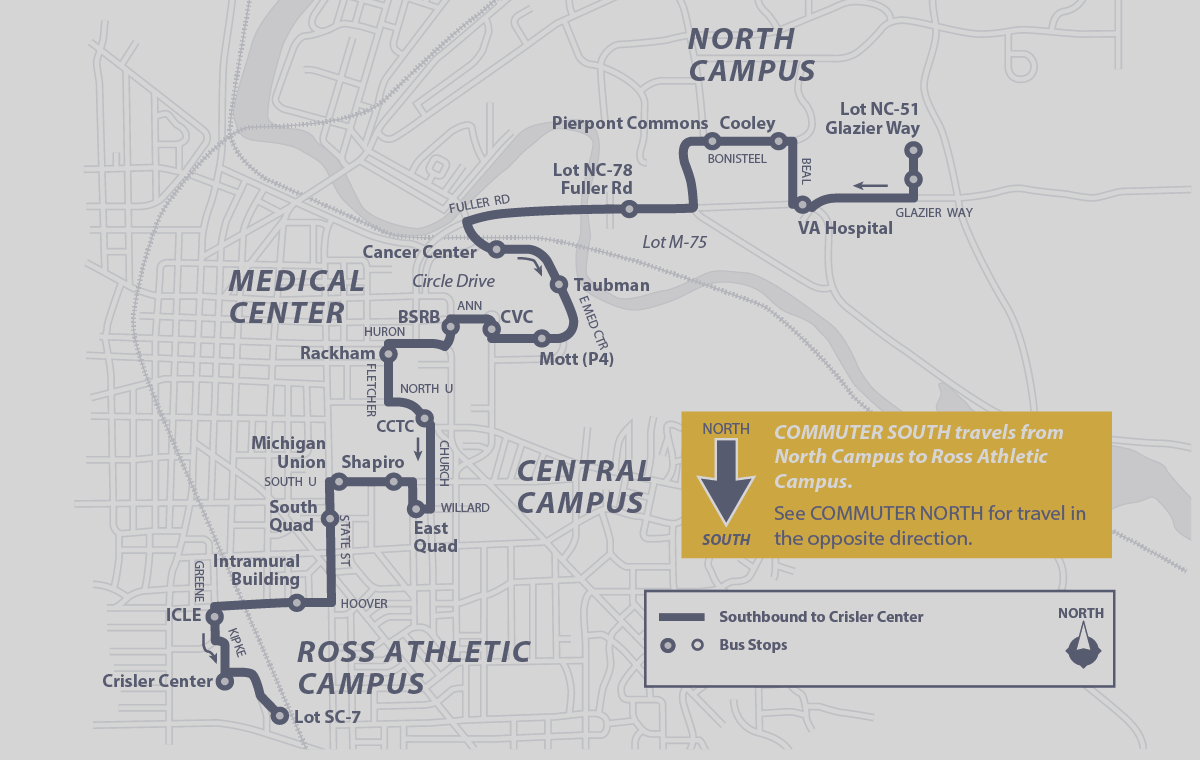 NORTH
CAMPUS
Lot NC-51
Glazier Way
Pierpont Commons
Cooley
BONISTEEL
BEAL
Lot NC-78
Fuller Rd
FULLER RD
GLAZIER WAY
VA Hospital
Lot M-75
Cancer Center
Circle Drive
Taubman
MEDICAL
CENTER
E MED CTR
ANN
BSRB
CVC
HURON
Rackham
Mott (P4)
FLETCHER
NORTH U
CCTC
CHURCH
Michigan
Union
Shapiro
SOUTH U
CENTRAL
CAMPUS
WILLARD
South
Quad
STATE ST
East
Quad
Intramural
Building
GREENE
HOOVER
ICLE
KIPKE
ROSS ATHLETIC
CAMPUS
Crisler Center
Lot SC-7
NORTH
SOUTH
COMMUTER SOUTH travels from
North Campus to Ross Athletic
Campus.
See COMMUTER NORTH for travel in
the opposite direction.
Southbound to Crisler Center
Bus Stops
NORTH